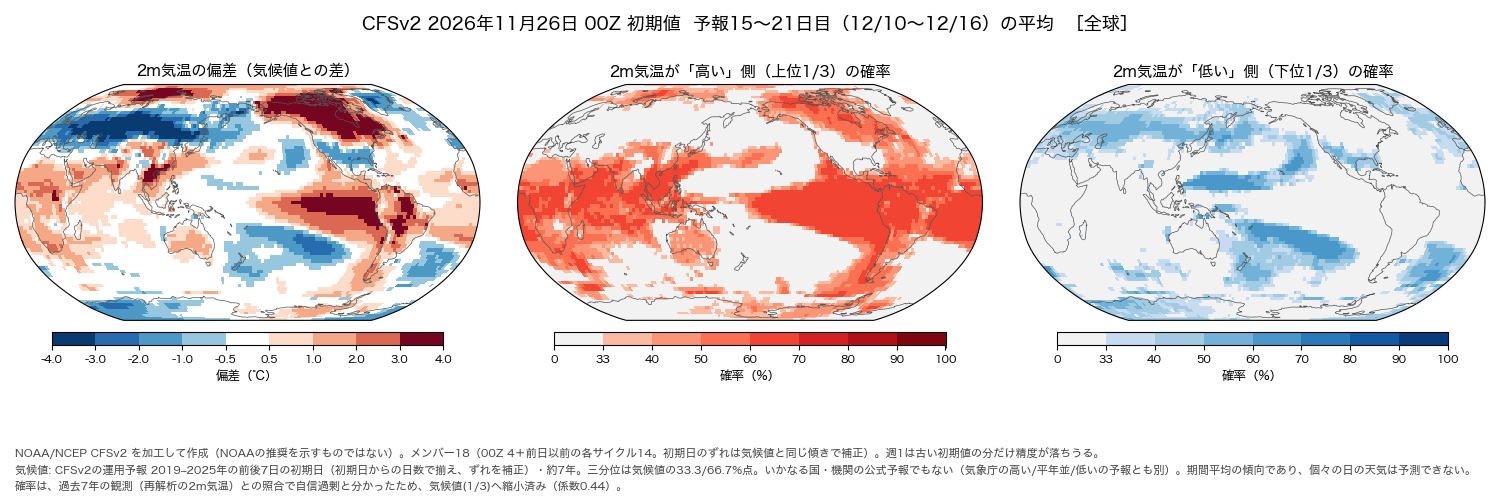 CFSv2 2026年11月26日 00Z 初期値 予報15～21日目（12/10～12/16）の平均 ［全球］
2m気温の偏差（気候値との差）
2m気温が「高い」側（上位1/3）の確率
2m気温が「低い」側（下位1/3）の確率
-4.0 -3.0 -2.0 -1.0 -0.5 0.5 1.0 2.0 3.0 4.0
偏差（℃）
0 33 40 50 60 70 80 90 100
確率（%）
0 33 40 50 60 70 80 90 100
確率（%）
NOAA/NCEP CFSv2 を加工して作成（NOAAの推奨を示すものではない）。メンバー18（00Z 4＋前日以前の各サイクル14。初期日のずれは気候値と同じ傾きで補正）。週1は古い初期値の分だけ精度が落ちうる。
気候値: CFSv2の運用予報 2019–2025年の前後7日の初期日（初期日からの日数で揃え、ずれを補正）・約7年。三分位は気候値の33.3/66.7%点。いかなる国・機関の公式予報でもない（気象庁の高い/平年並/低いの予報とも別）。期間平均の傾向であり、個々の日の天気は予測できない。
確率は、過去7年の観測（再解析の2m気温）との照合で自信過剰と分かったため、気候値(1/3)へ縮小済み（係数0.44）。